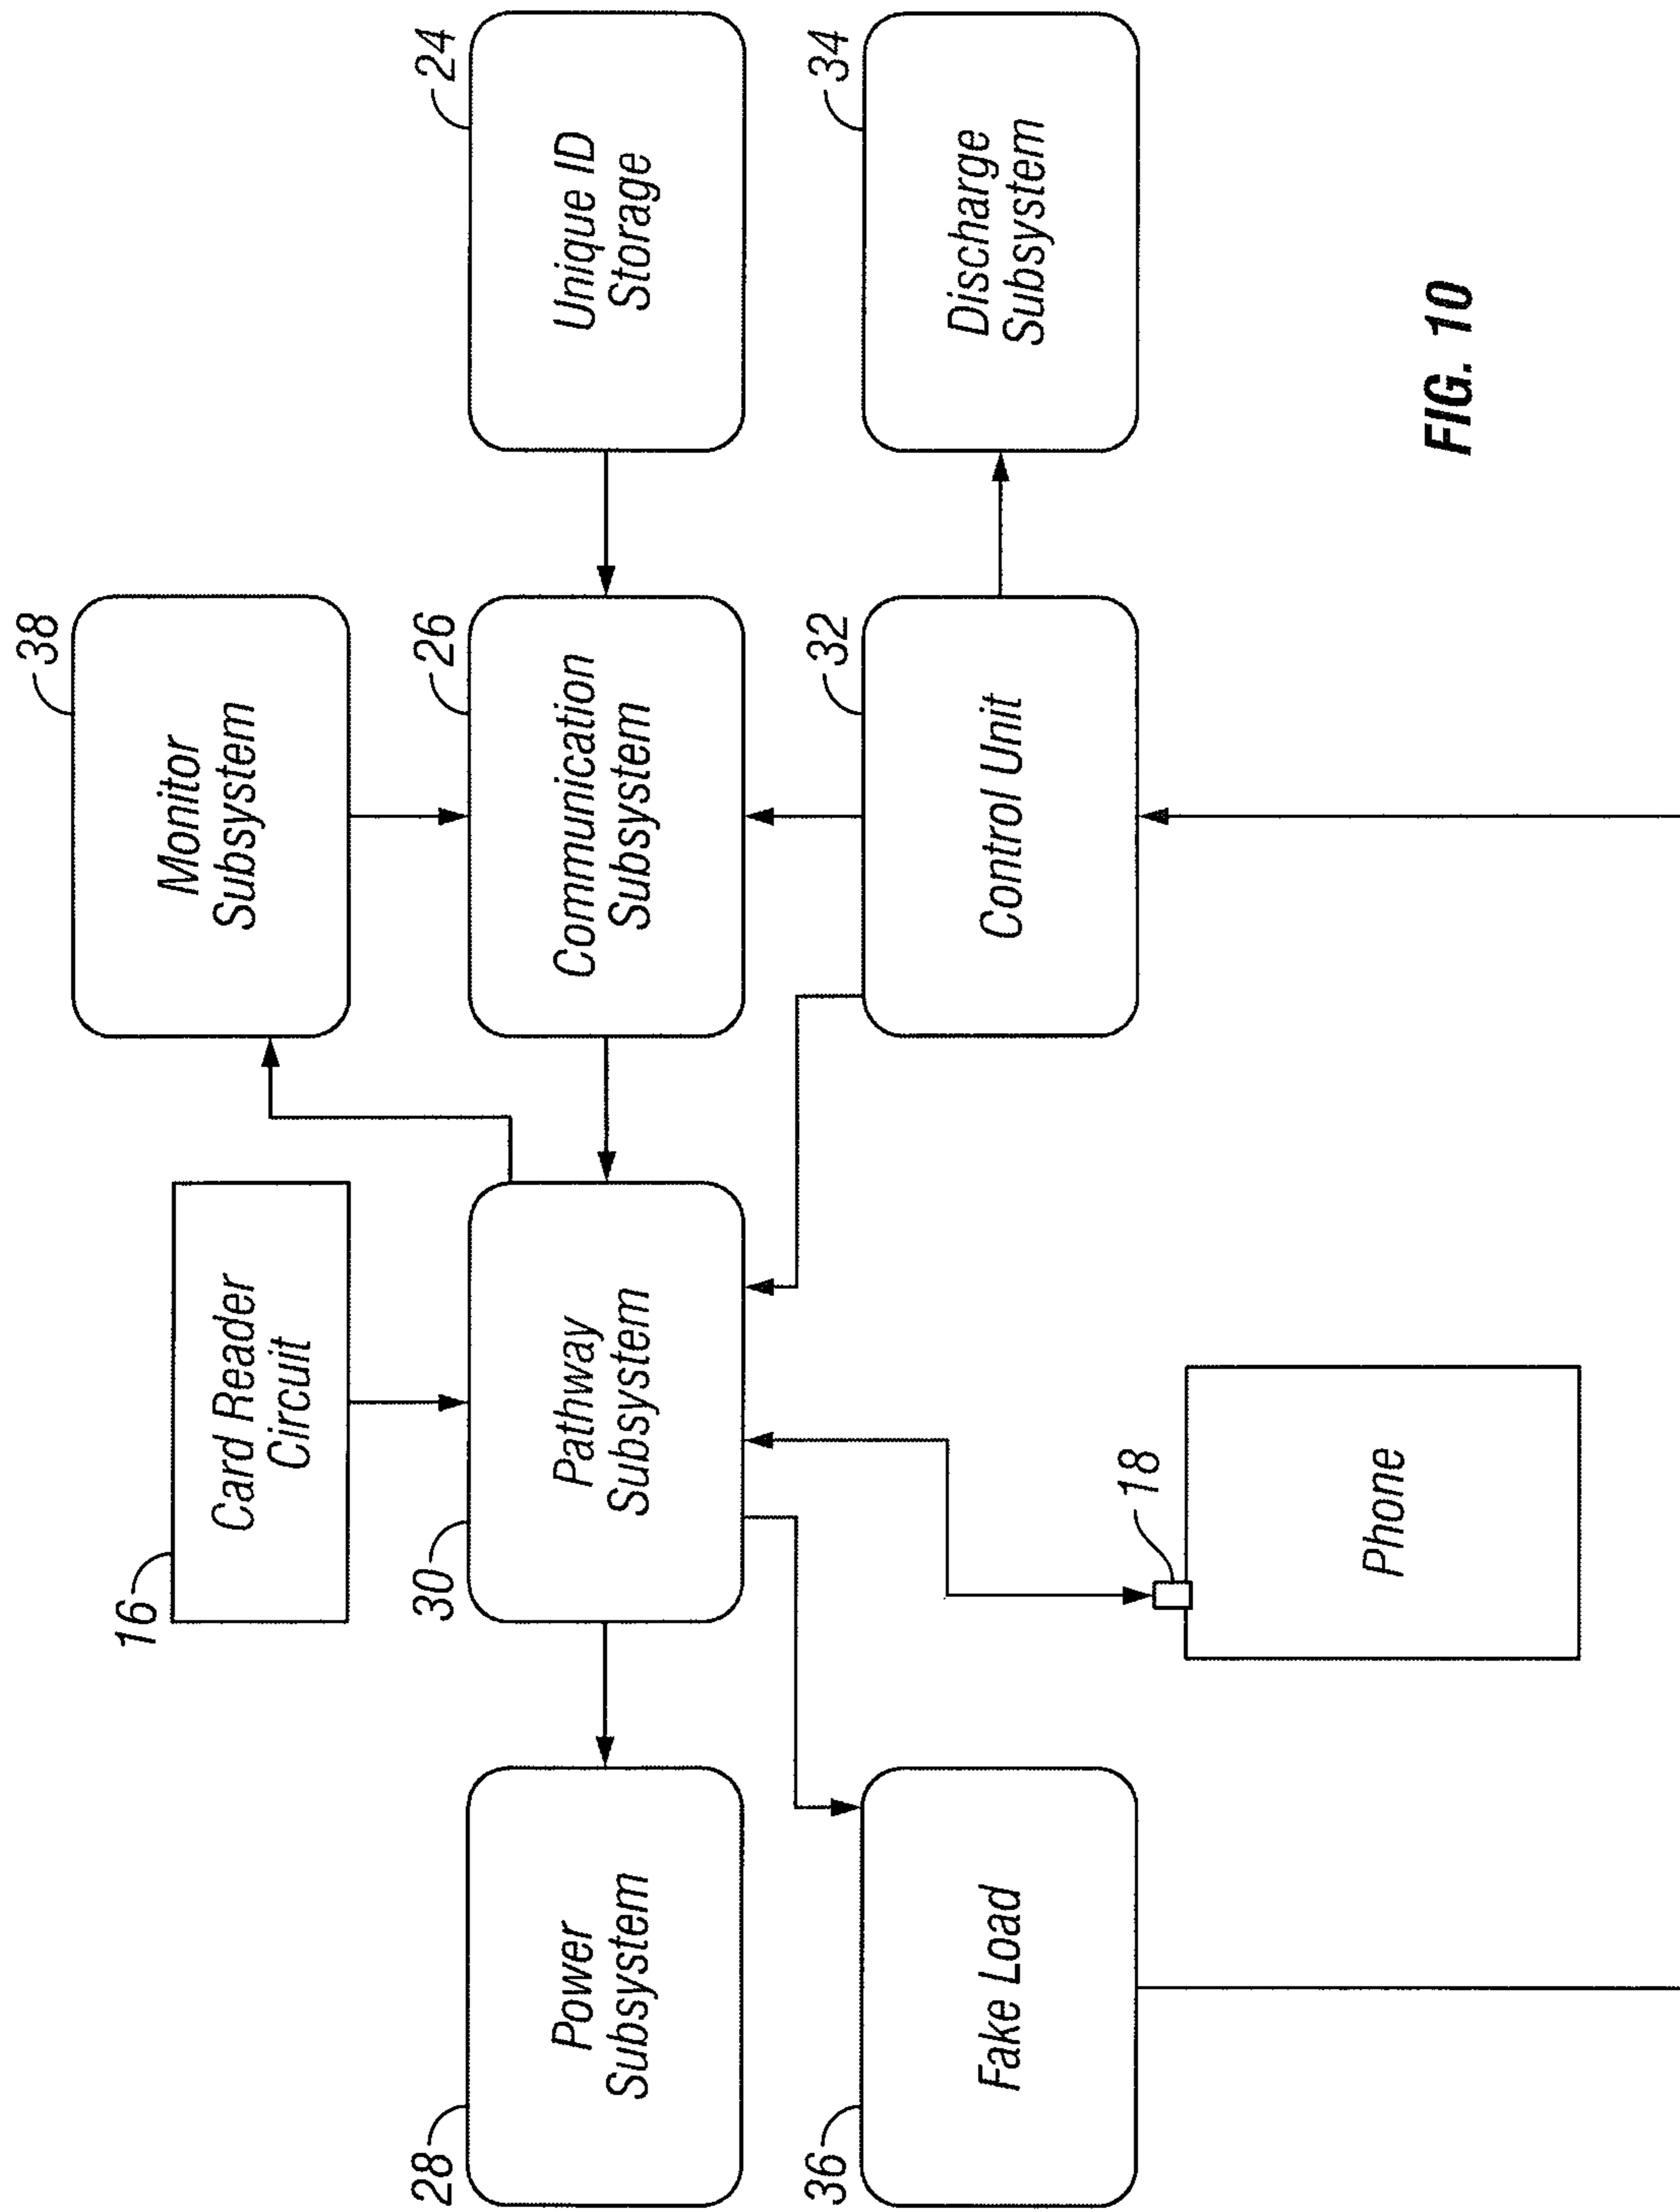 38
Monitor
Subsystem
16
Card Reader
Circuit
24
Unique ID
Storage
26
Communication
Subsystem
30
Pathway
Subsystem
28
Power
Subsystem
34
Discharge
Subsystem
32
Control Unit
36
Fake Load
18
Phone
FIG. 10